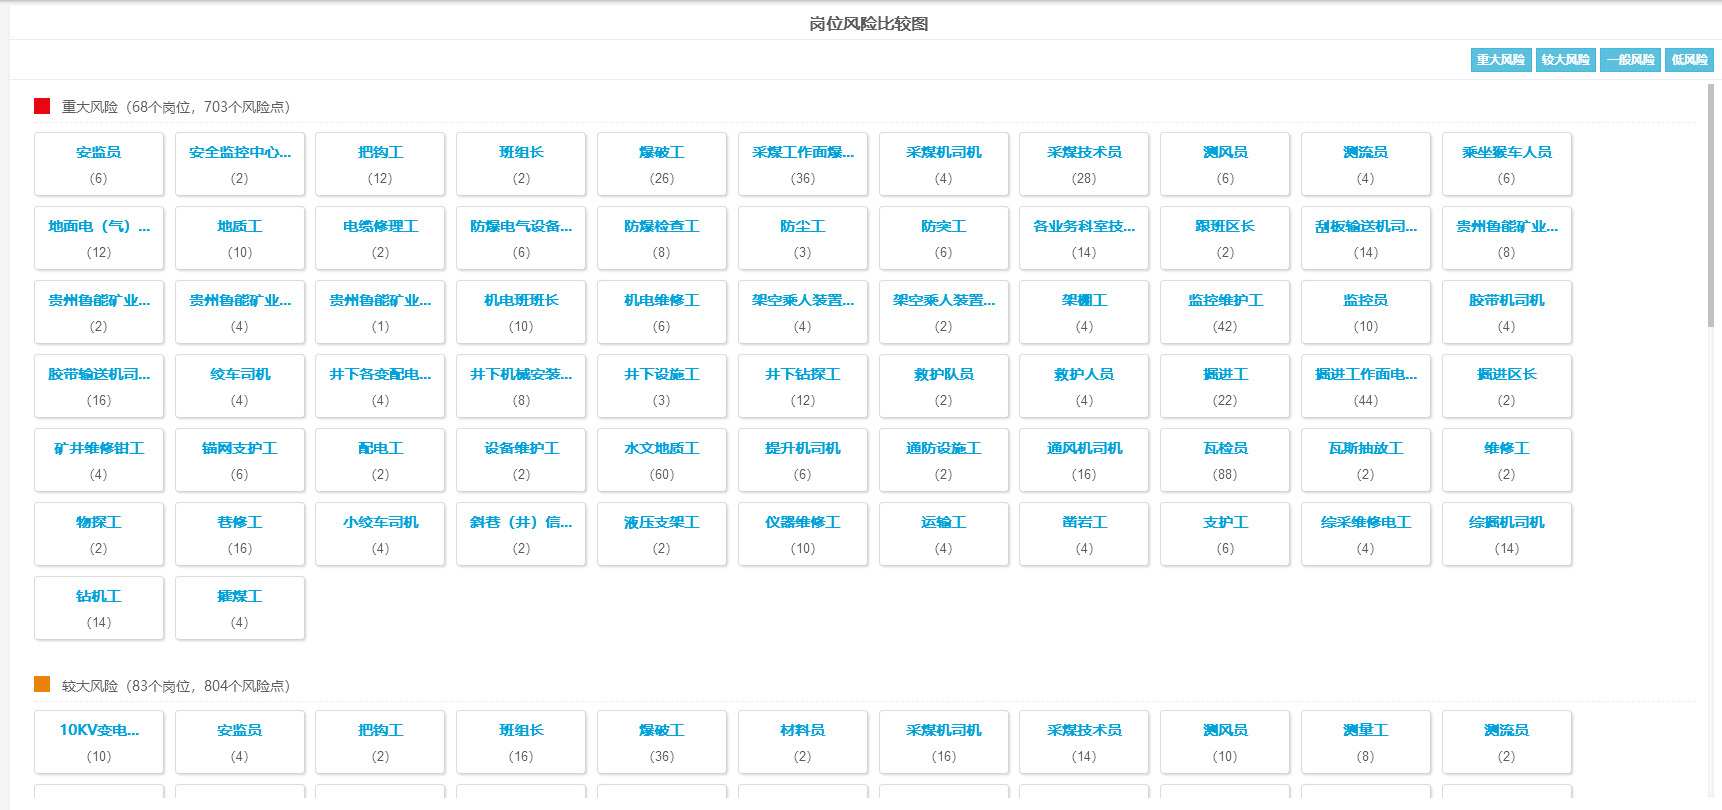 岗位风险比较图
重大风险 较大风险 一般风险 低风险
重大风险（68个岗位，703个风险点）
安监员 安全监控中心... 把钩工 班组长 爆破工 采煤工作面爆... 采煤机司机 采煤技术员 测风员 测流员 乘坐猴车人员
（6） （2） （12） （2） （26） （36） （4） （28） （6） （4） （6）
地面电（气）... 地质工 电缆修理工 防爆电气设备... 防爆检查工 防尘工 防突工 各业务科室技... 跟班区长 刮板输送机司... 贵州鲁能矿业...
（12） （10） （2） （6） （8） （3） （6） （14） （2） （14） （8）
贵州鲁能矿业... 贵州鲁能矿业... 贵州鲁能矿业... 机电班班长 机电维修工 架空乘人装置... 架空乘人装置... 架棚工 监控维护工 监控员 胶带机司机
（2） （4） （1） （10） （6） （4） （2） （4） （42） （10） （4）
胶带输送机司... 绞车司机 井下各变配电... 井下机械安装... 井下设施工 井下钻探工 救护队员 救护人员 掘进工 掘进工作面电... 掘进区长
（16） （4） （4） （8） （3） （12） （2） （4） （22） （44） （2）
矿井维修钳工 锚网支护工 配电工 设备维护工 水文地质工 提升机司机 通防设施工 通风机司机 瓦检员 瓦斯抽放工 维修工
（4） （6） （2） （2） （60） （6） （2） （16） （88） （2） （2）
物探工 巷修工 小绞车司机 斜巷（井）信... 液压支架工 仪器维修工 运输工 凿岩工 支护工 综采维修电工 综掘机司机
（2） （16） （4） （2） （2） （10） （4） （4） （6） （4） （14）
钻机工 攉煤工
（14） （4）
较大风险（83个岗位，804个风险点）
10KV变电... 安监员 把钩工 班组长 爆破工 材料员 采煤机司机 采煤技术员 测风员 测量工 测流员
（10） （4） （2） （16） （36） （2） （16） （14） （10） （8） （2）